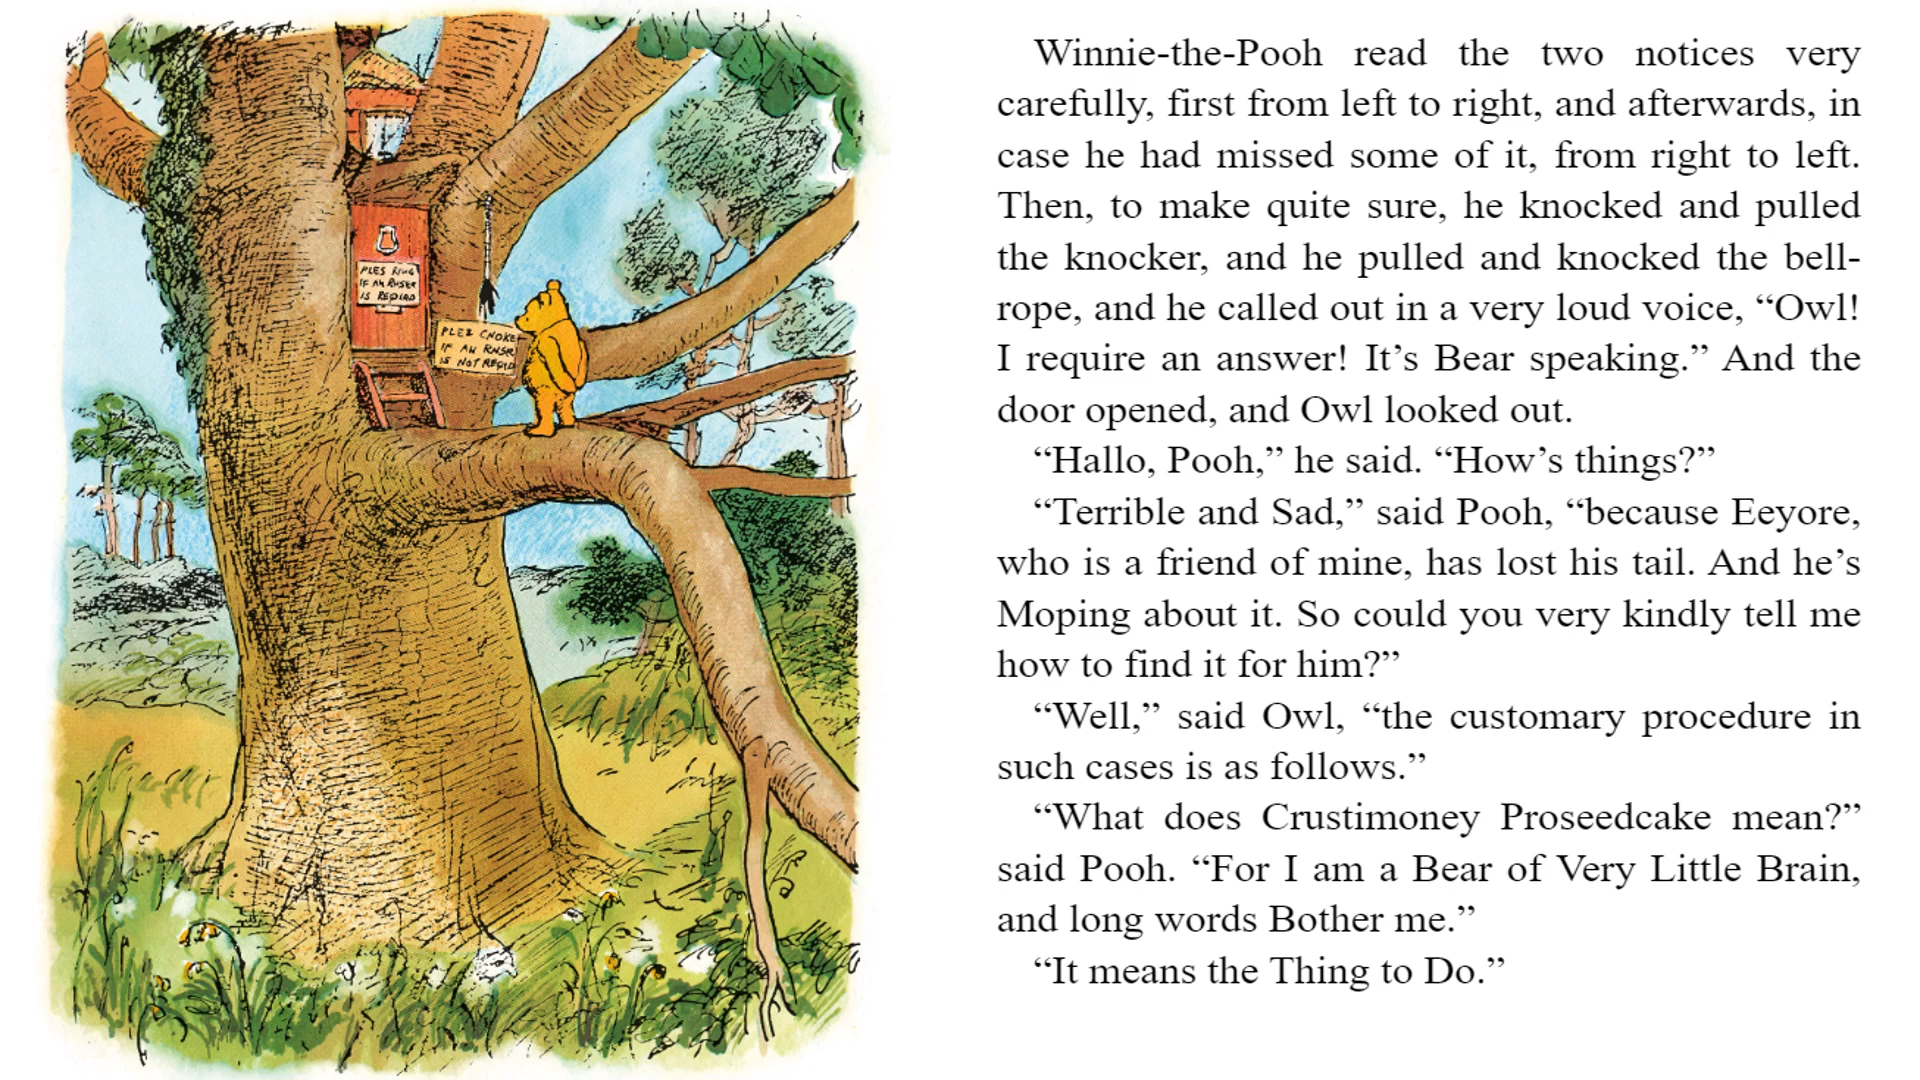 PLES RING
IF AN RNSER
IS REQIRD
PLEZ CNOKE
IF AN RNSR
IS NOT REQID
Winnie-the-Pooh read the two notices very
carefully, first from left to right, and afterwards, in
case he had missed some of it, from right to left.
Then, to make quite sure, he knocked and pulled
the knocker, and he pulled and knocked the bell-
rope, and he called out in a very loud voice, “Owl!
I require an answer! It’s Bear speaking.” And the
door opened, and Owl looked out.
“Hallo, Pooh,” he said. “How’s things?”
“Terrible and Sad,” said Pooh, “because Eeyore,
who is a friend of mine, has lost his tail. And he’s
Moping about it. So could you very kindly tell me
how to find it for him?”
“Well,” said Owl, “the customary procedure in
such cases is as follows.”
“What does Crustimoney Proseedcake mean?”
said Pooh. “For I am a Bear of Very Little Brain,
and long words Bother me.”
“It means the Thing to Do.”